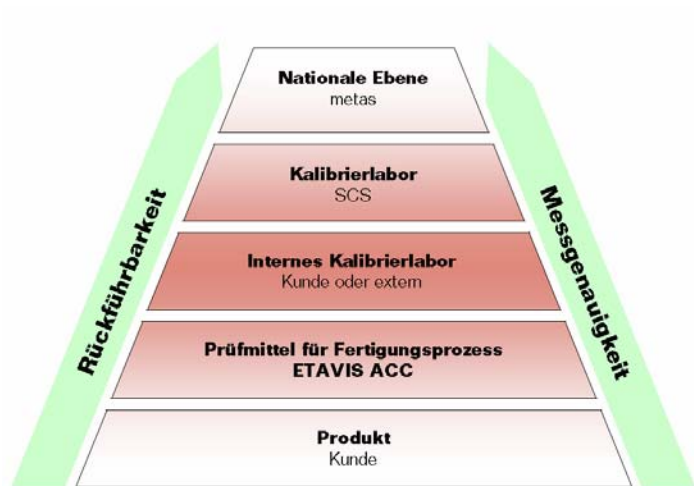 Nationale Ebene
metas
Kalibrierlabor
SCS
Internes Kalibrierlabor
Kunde oder extern
Prüfmittel für Fertigungsprozess
ETAVIS ACC
Produkt
Kunde
Rückführbarkeit
Messgenauigkeit